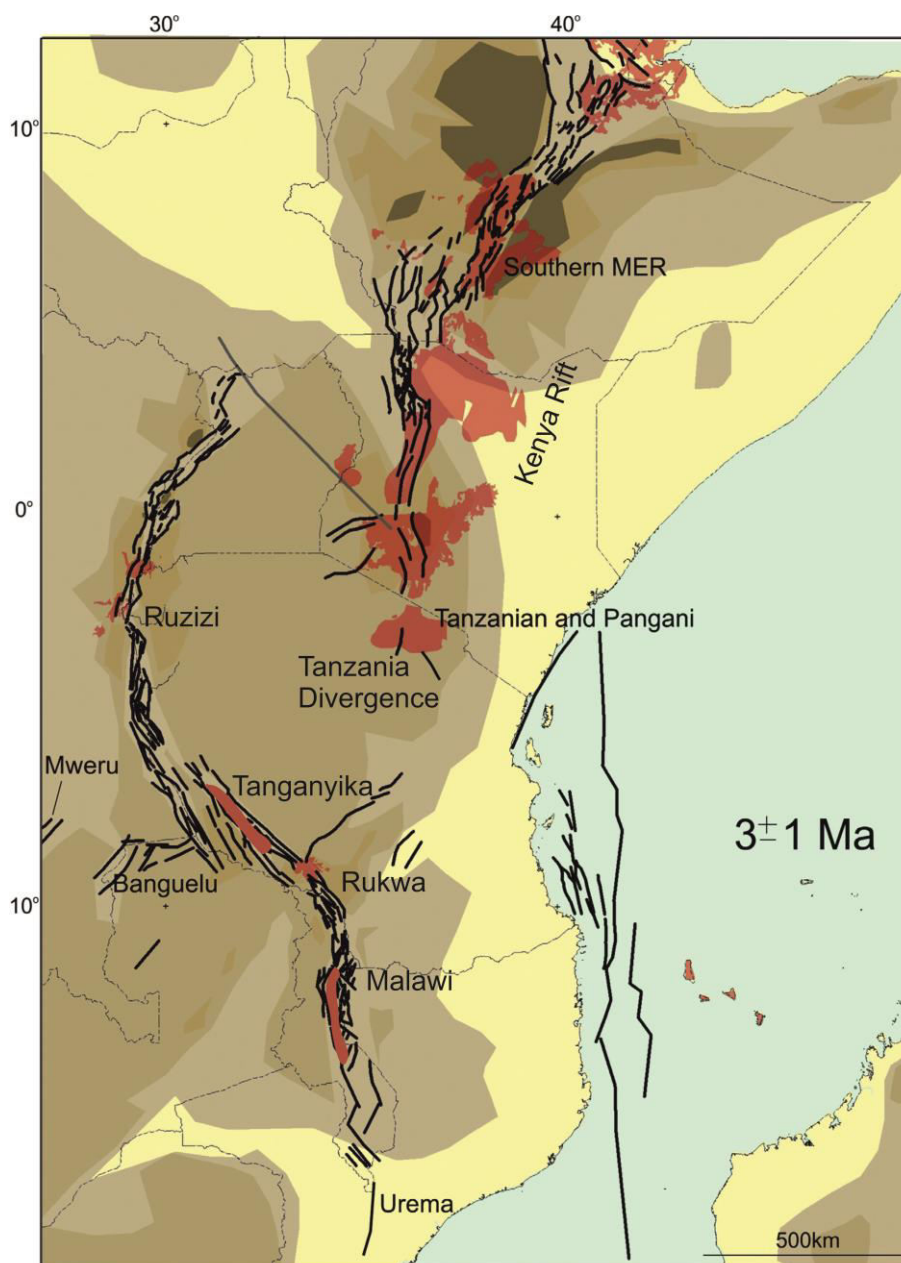 30°
40°
10°
Southern MER
Kenya Rift
0°
Ruzizi
Tanzanian and Pangani
Tanzania
Divergence
Mweru
Tanganyika
3±1 Ma
Banguelu
Rukwa
10°
Malawi
Urema
500km